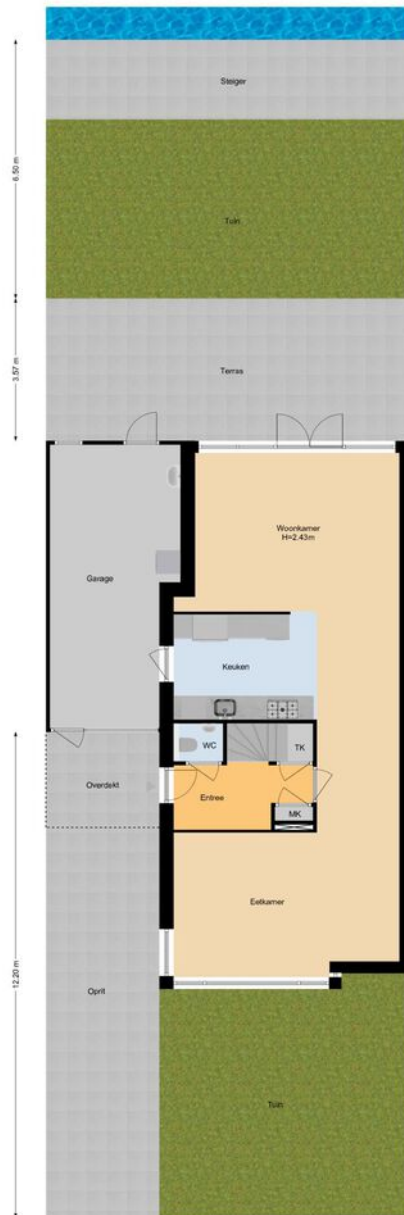 Steiger
6.50 m
Tuin
3.57 m
Terras
Woonkamer
H=2.43m
Garage
Keuken
WC
TK
Overdekt
Entree
MK
Eetkamer
12.20 m
Oprit
Tuin